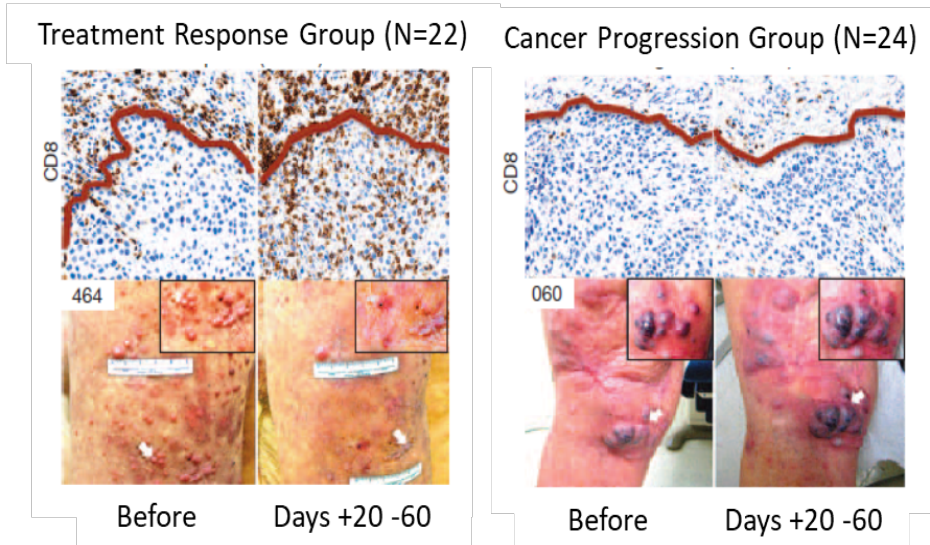 Treatment Response Group (N=22)
Cancer Progression Group (N=24)
CD8
CD8
464
060
Before
Days +20 -60
Before
Days +20 -60